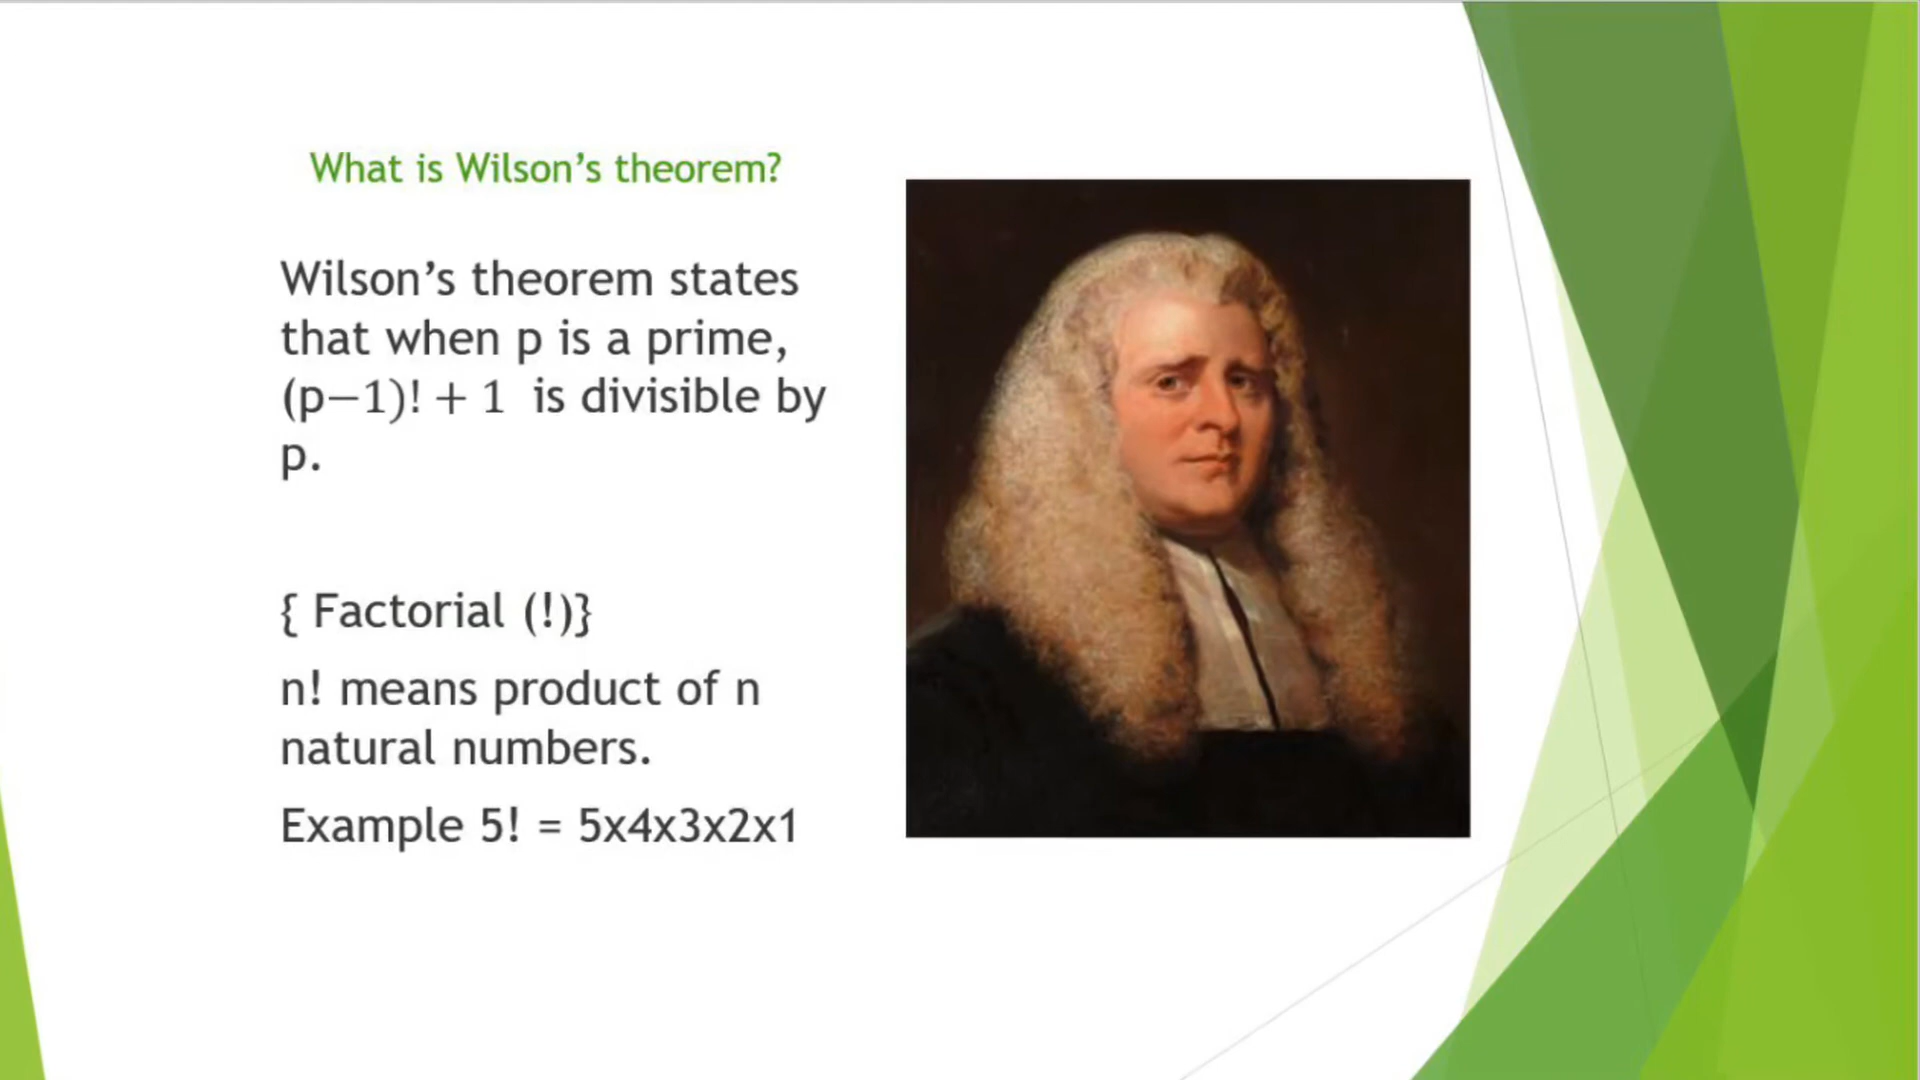 What is Wilson’s theorem?
Wilson’s theorem states
that when p is a prime,
(p−1)! + 1 is divisible by
p.
{ Factorial (!)}
n! means product of n
natural numbers.
Example 5! = 5x4x3x2x1